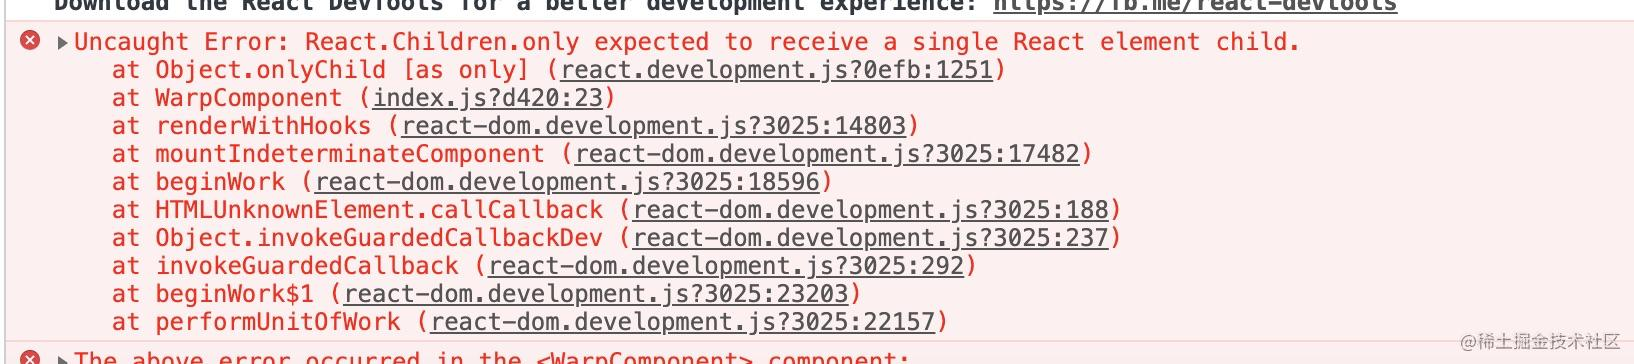 Download the React DevTools for a better development experience: https://fb.me/react-devtools
Uncaught Error: React.Children.only expected to receive a single React element child.
at Object.onlyChild [as only] (react.development.js?0efb:1251)
at WarpComponent (index.js?d420:23)
at renderWithHooks (react-dom.development.js?3025:14803)
at mountIndeterminateComponent (react-dom.development.js?3025:17482)
at beginWork (react-dom.development.js?3025:18596)
at HTMLUnknownElement.callCallback (react-dom.development.js?3025:188)
at Object.invokeGuardedCallbackDev (react-dom.development.js?3025:237)
at invokeGuardedCallback (react-dom.development.js?3025:292)
at beginWork$1 (react-dom.development.js?3025:23203)
at performUnitOfWork (react-dom.development.js?3025:22157)
@稀土掘金技术社区
The above error occurred in the <WarpComponent> component: